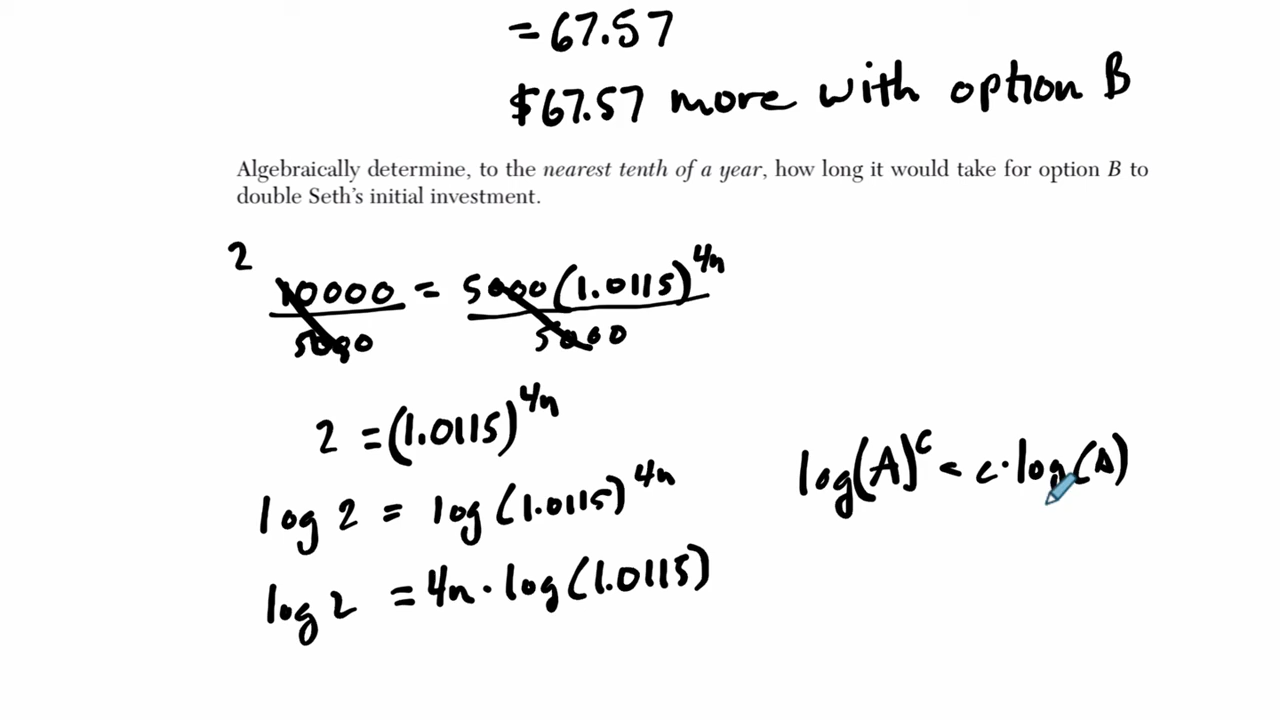 = 67.57
$67.57 more with option B
Algebraically determine, to the nearest tenth of a year, how long it would take for option B to
double Seth's initial investment.
2
10000 = 5000 (1.0115)^4n
5000 5000
2 = (1.0115)^4n
log(A)^c = c · log(A)
log 2 = log (1.0115)^4n
log 2 = 4n · log (1.0115)